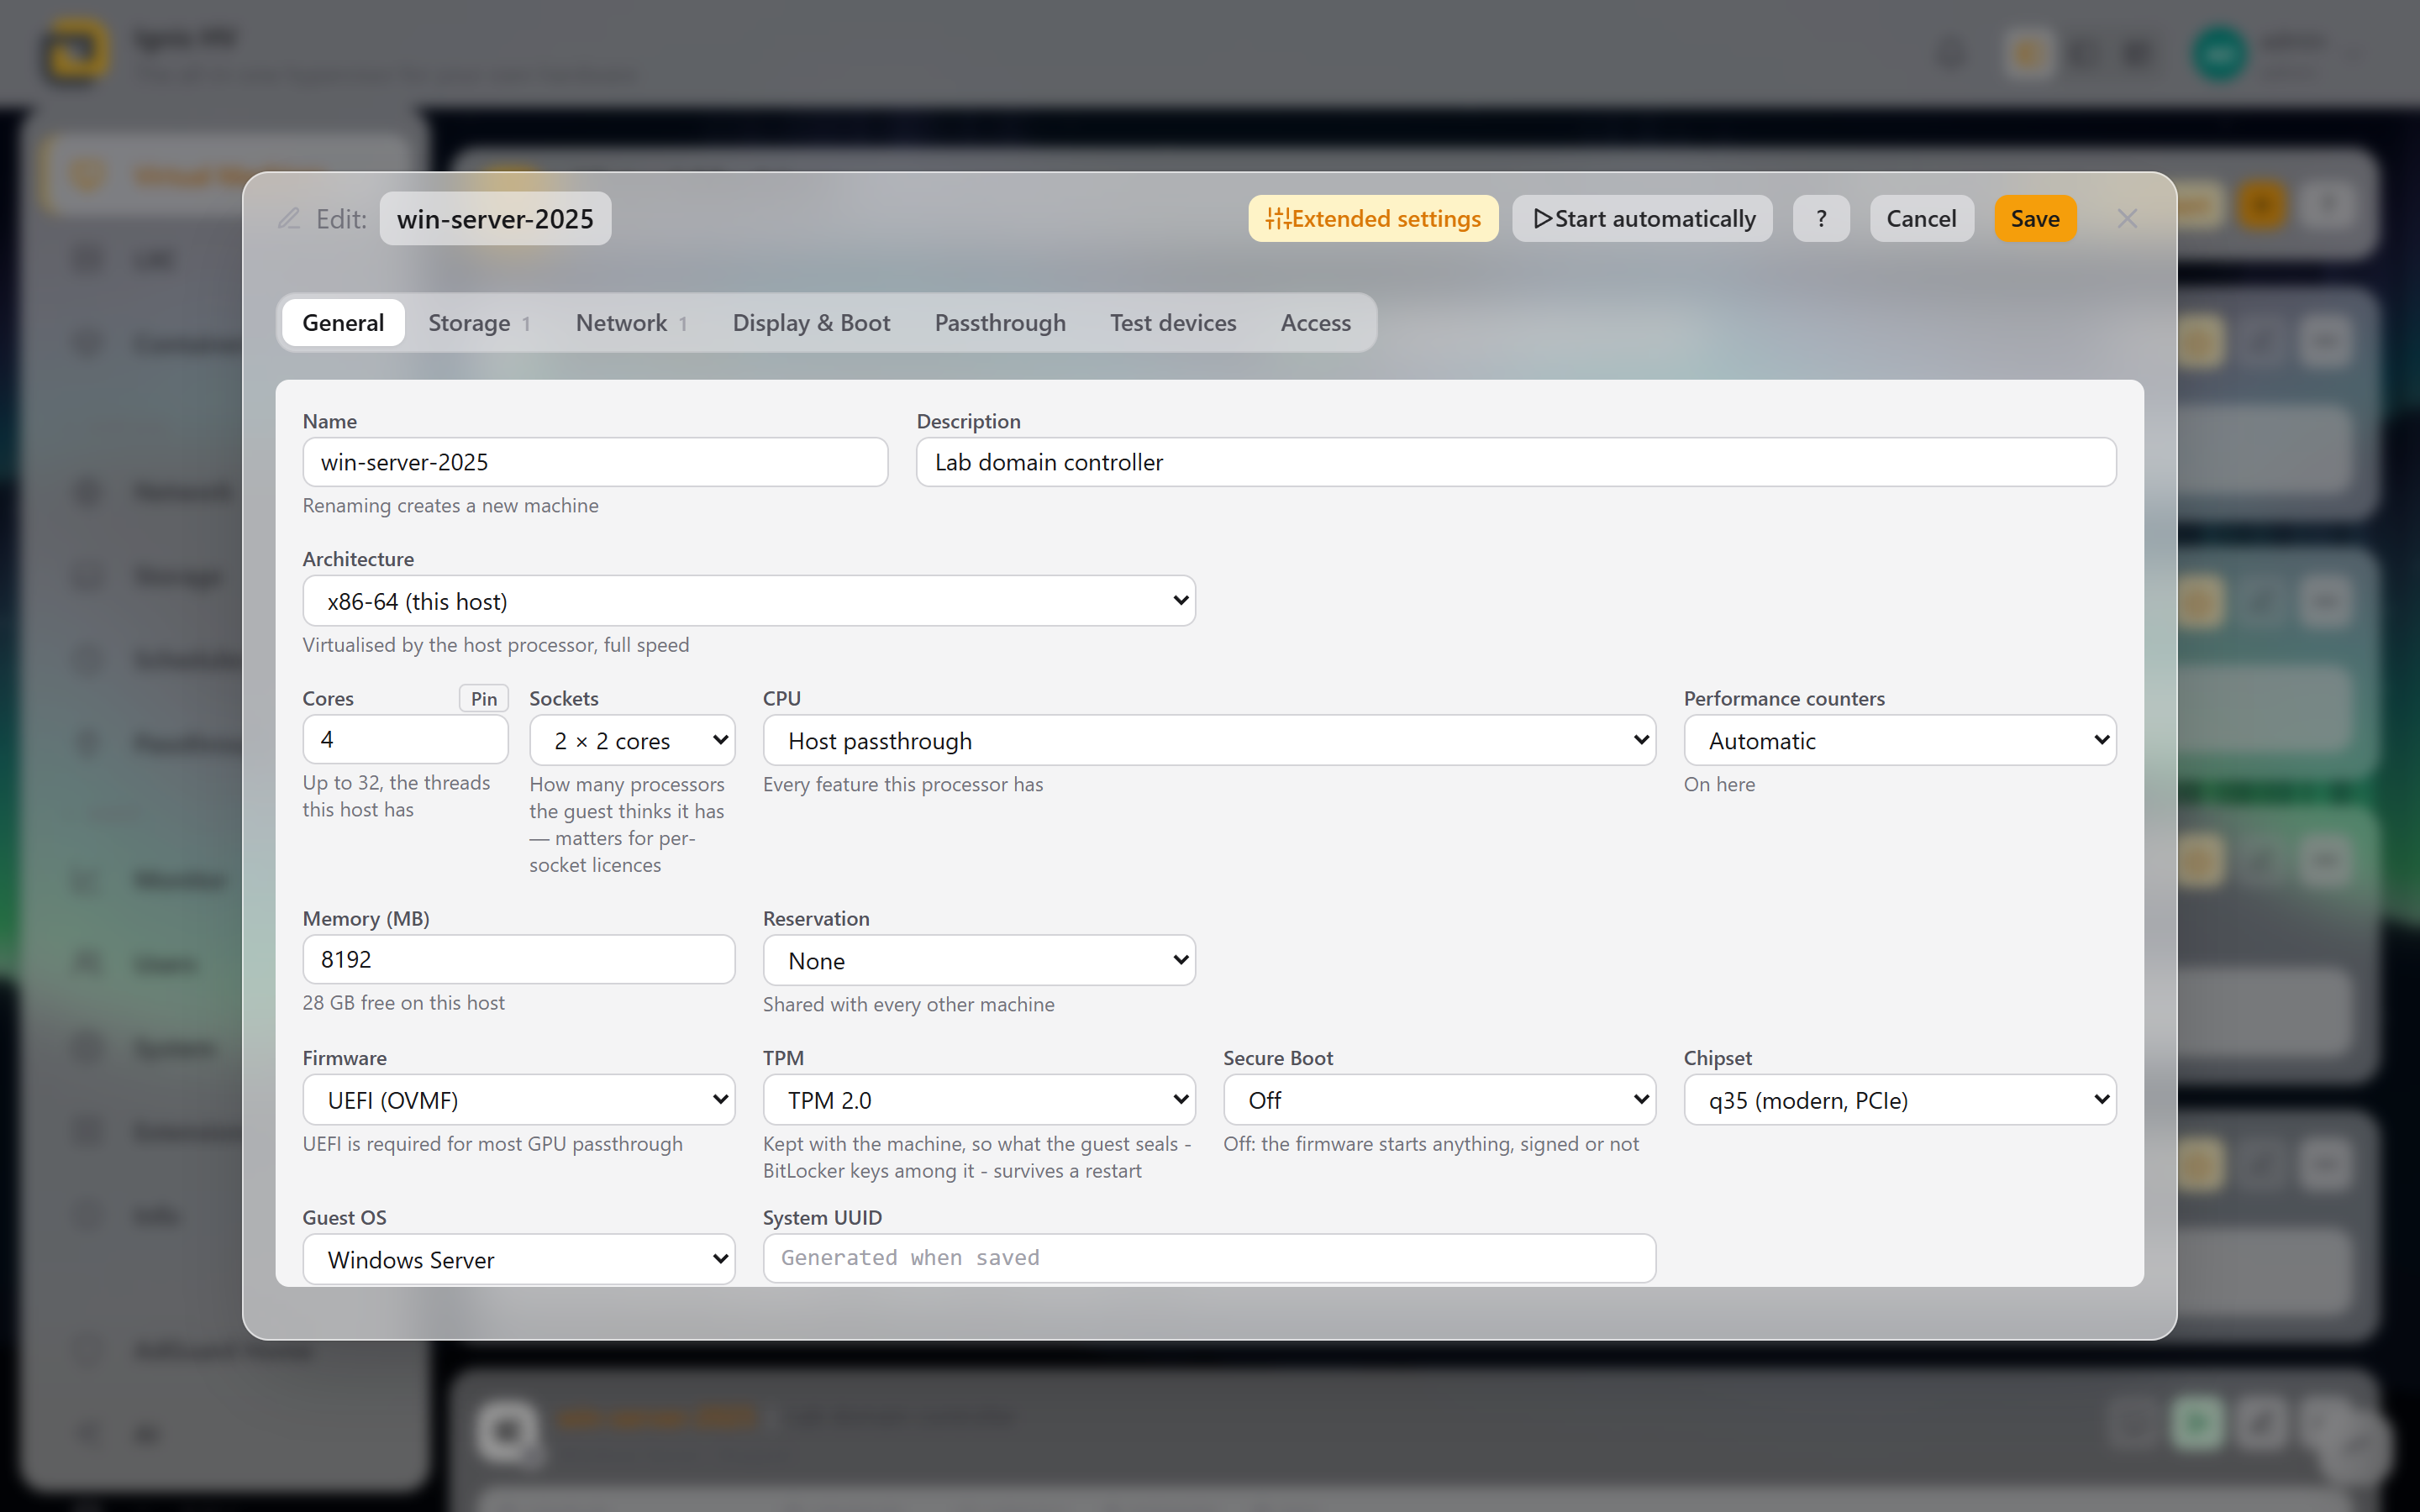 Edit: win-server-2025
Extended settings
Start automatically
?
Cancel
Save
General
Storage 1
Network 1
Display & Boot
Passthrough
Test devices
Access
Name
win-server-2025
Renaming creates a new machine
Description
Lab domain controller
Architecture
x86-64 (this host)
Virtualised by the host processor, full speed
Cores
Pin
4
Up to 32, the threads
this host has
Sockets
2 × 2 cores
How many processors
the guest thinks it has
— matters for per-
socket licences
CPU
Host passthrough
Every feature this processor has
Performance counters
Automatic
On here
Memory (MB)
8192
28 GB free on this host
Reservation
None
Shared with every other machine
Firmware
UEFI (OVMF)
UEFI is required for most GPU passthrough
TPM
TPM 2.0
Kept with the machine, so what the guest seals -
BitLocker keys among it - survives a restart
Secure Boot
Off
Off: the firmware starts anything, signed or not
Chipset
q35 (modern, PCIe)
Guest OS
Windows Server
System UUID
Generated when saved